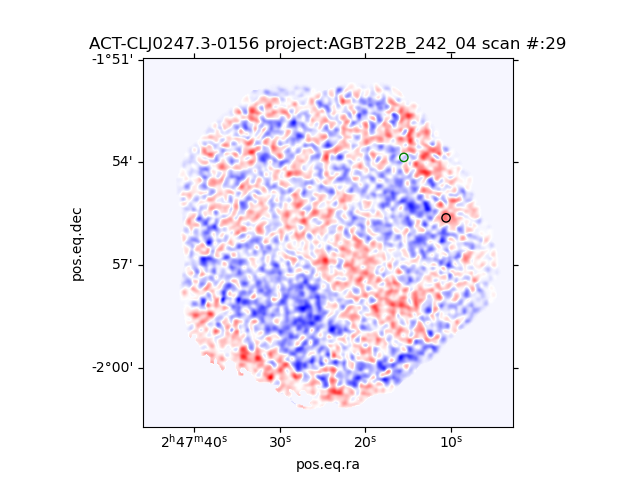 ACT-CLJ0247.3-0156 project:AGBT22B_242_04 scan #:29
-1°51'
54'
57'
-2°00'
pos.eq.dec
2h47m40s 30s 20s 10s
pos.eq.ra